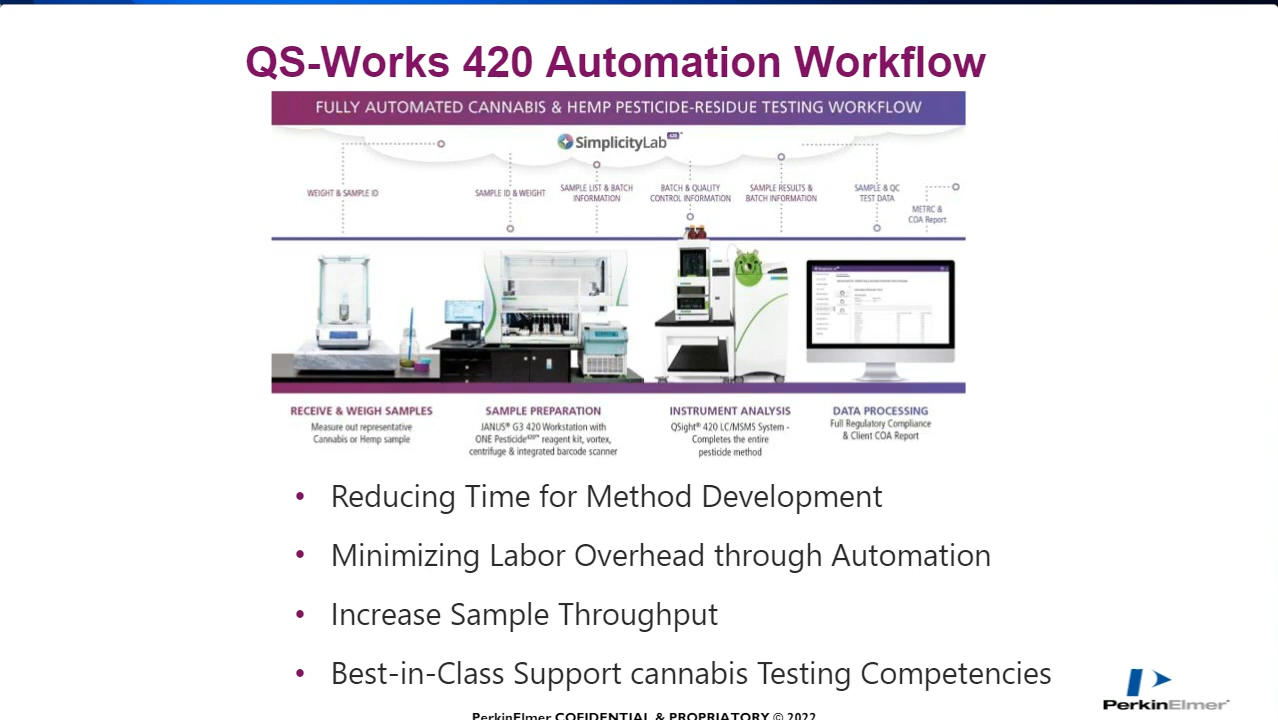 QS-Works 420 Automation Workflow
FULLY AUTOMATED CANNABIS & HEMP PESTICIDE-RESIDUE TESTING WORKFLOW
SimplicityLab 420™
WEIGHT & SAMPLE ID
SAMPLE ID & WEIGHT
SAMPLE LIST & BATCH
INFORMATION
BATCH & QUALITY
CONTROL INFORMATION
SAMPLE RESULTS &
BATCH INFORMATION
SAMPLE & QC
TEST DATA
METRC &
COA Report
RECEIVE & WEIGH SAMPLES
Measure out representative
Cannabis or Hemp sample
SAMPLE PREPARATION
JANUS® G3 420 Workstation with
ONE Pesticide420™ reagent kit, vortex,
centrifuge & integrated barcode scanner
INSTRUMENT ANALYSIS
QSight® 420 LC/MSMS System -
Completes the entire
pesticide method
DATA PROCESSING
Full Regulatory Compliance
& Client COA Report
• Reducing Time for Method Development
• Minimizing Labor Overhead through Automation
• Increase Sample Throughput
• Best-in-Class Support cannabis Testing Competencies
PerkinElmer
PerkinElmer COFIDENTIAL & PROPRIATORY © 2022